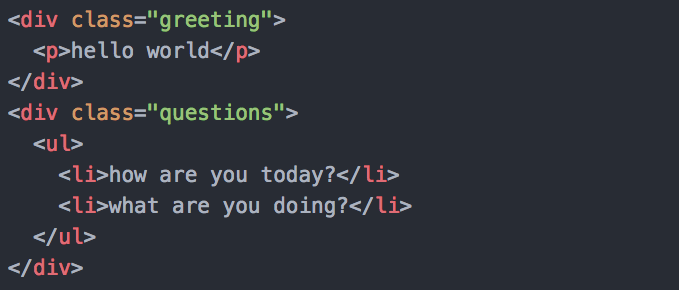 <div class="greeting">
  <p>hello world</p>
</div>
<div class="questions">
  <ul>
    <li>how are you today?</li>
    <li>what are you doing?</li>
  </ul>
</div>